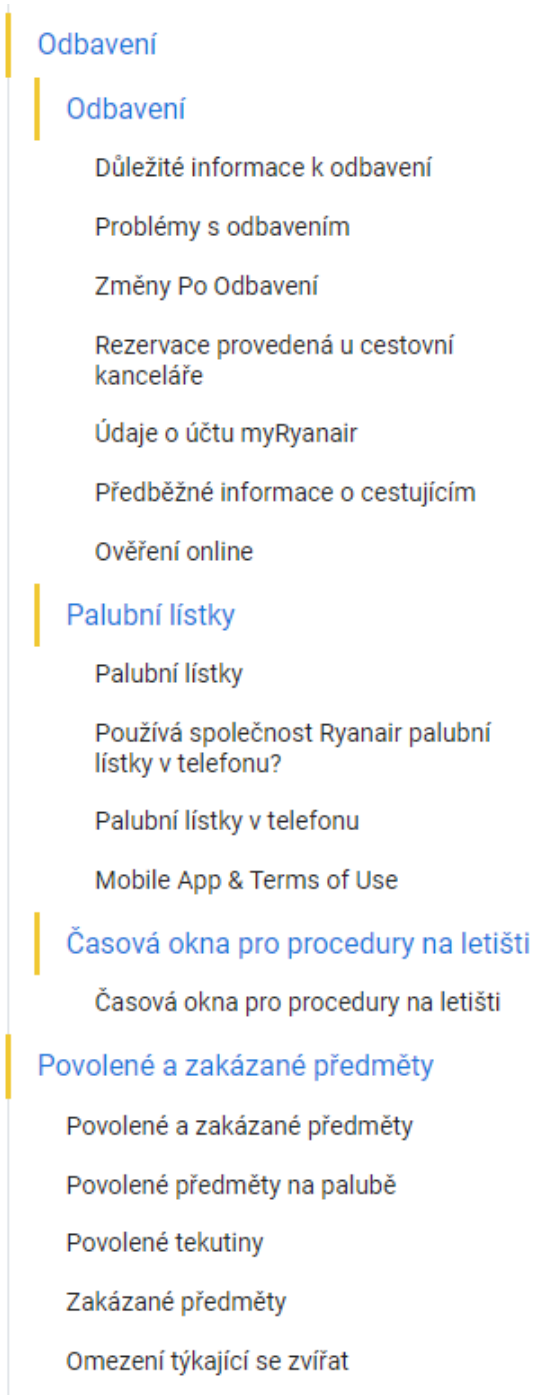 Odbavení
Odbavení
Důležité informace k odbavení
Problémy s odbavením
Změny Po Odbavení
Rezervace provedená u cestovní
kanceláře
Údaje o účtu myRyanair
Předběžné informace o cestujícím
Ověření online
Palubní lístky
Palubní lístky
Používá společnost Ryanair palubní
lístky v telefonu?
Palubní lístky v telefonu
Mobile App & Terms of Use
Časová okna pro procedury na letišti
Časová okna pro procedury na letišti
Povolené a zakázané předměty
Povolené a zakázané předměty
Povolené předměty na palubě
Povolené tekutiny
Zakázané předměty
Omezení týkající se zvířat